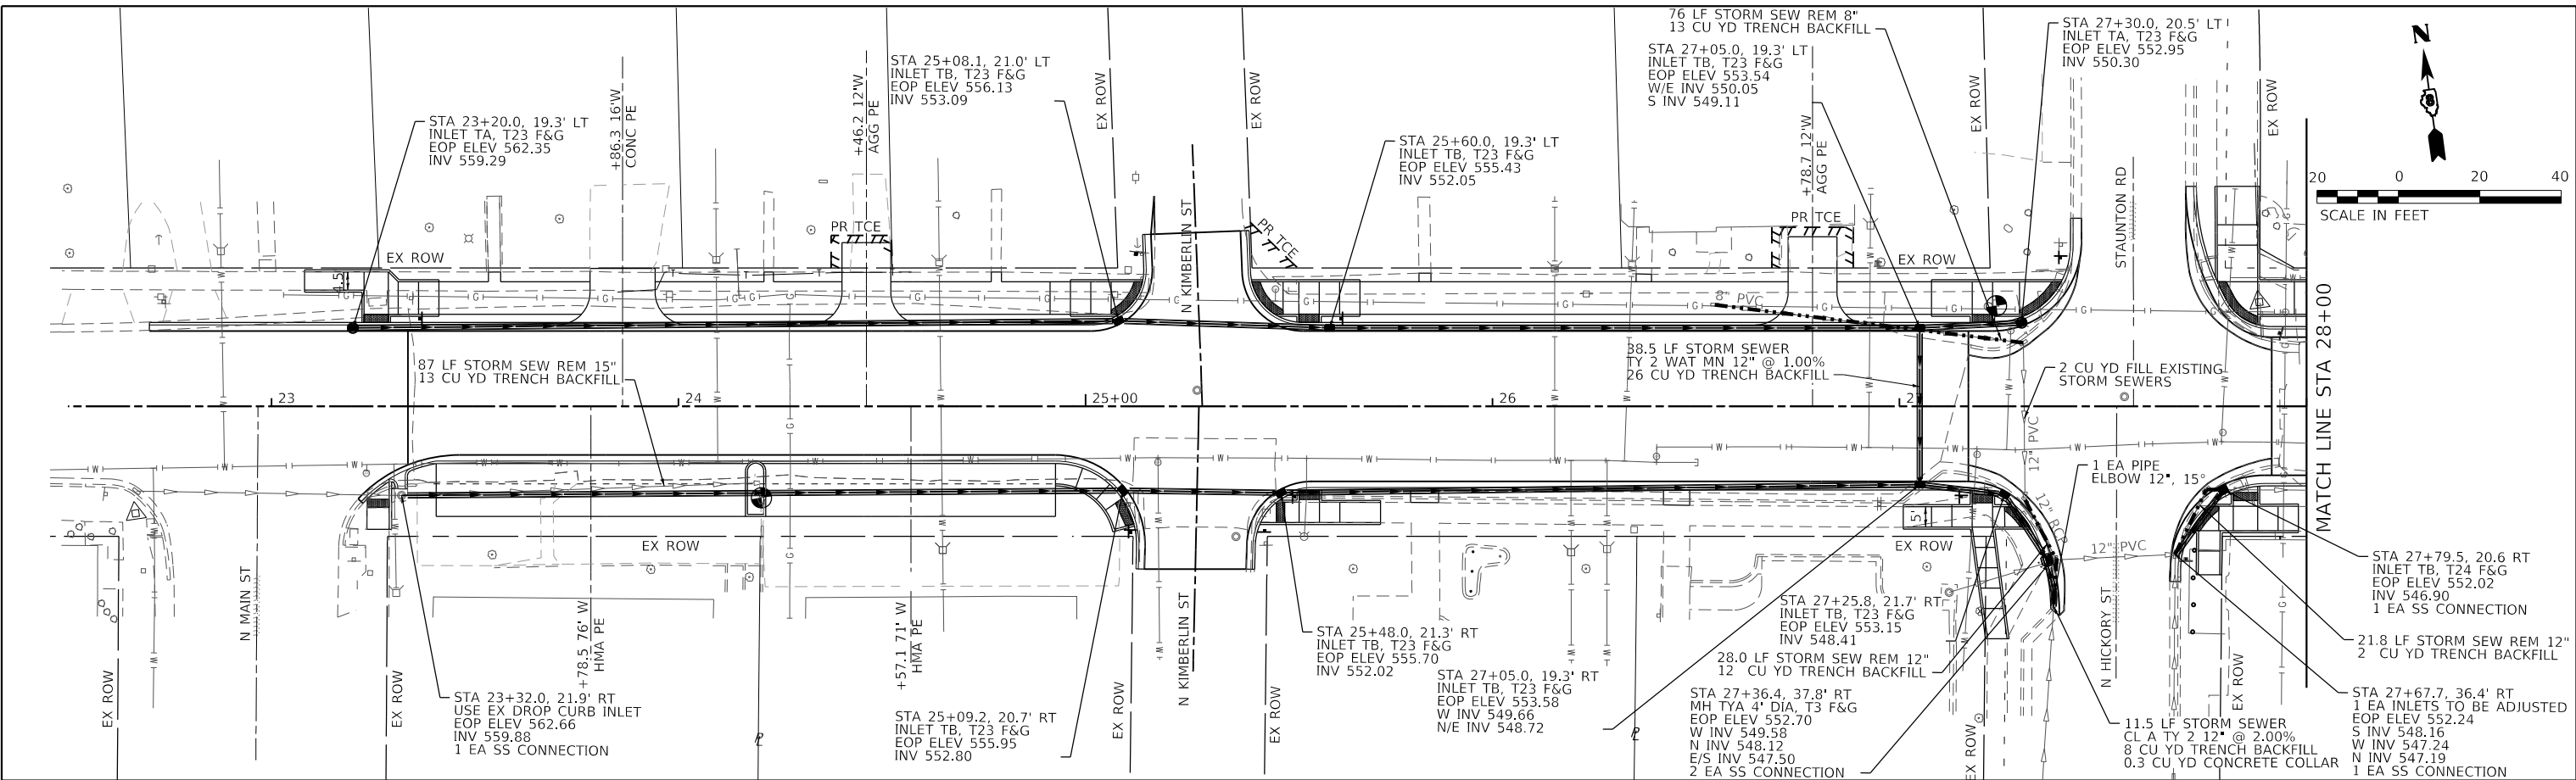 76 LF STORM SEW REM 8"
13 CU YD TRENCH BACKFILL
STA 27+30.0, 20.5' LT
INLET TA, T23 F&G
EOP ELEV 552.95
INV 550.30
STA 27+05.0, 19.3' LT
INLET TB, T23 F&G
EOP ELEV 553.54
W/E INV 550.05
S INV 549.11
STA 25+08.1, 21.0' LT
INLET TB, T23 F&G
EOP ELEV 556.13
INV 553.09
STA 23+20.0, 19.3' LT
INLET TA, T23 F&G
EOP ELEV 562.35
INV 559.29
STA 25+60.0, 19.3' LT
INLET TB, T23 F&G
EOP ELEV 555.43
INV 552.05
+86.3 16'W
CONC PE
+46.2 12'W
AGG PE
+78.7 12'W
AGG PE
EX ROW
EX ROW
EX ROW
EX ROW
N
20 0 20 40
SCALE IN FEET
PR TCE
PR TCE
PR TCE
EX ROW
EX ROW
N KIMBERLIN ST
STAUNTON RD
4.5'
8" PVC
87 LF STORM SEW REM 15"
13 CU YD TRENCH BACKFILL
38.5 LF STORM SEWER
TY 2 WAT MN 12" @ 1.00%
26 CU YD TRENCH BACKFILL
2 CU YD FILL EXISTING
STORM SEWERS
MATCH LINE STA 28+00
23
24
25+00
26
27
12" PVC
1 EA PIPE
ELBOW 12", 15°
12" RCP
12" PVC
5'
EX ROW
EX ROW
N MAIN ST
+78.5 76' W
HMA PE
+57.1 71' W
HMA PE
N KIMBERLIN ST
N HICKORY ST
EX ROW
EX ROW
EX ROW
EX ROW
EX ROW
EX ROW
STA 23+32.0, 21.9' RT
USE EX DROP CURB INLET
EOP ELEV 562.66
INV 559.88
1 EA SS CONNECTION
STA 25+09.2, 20.7' RT
INLET TB, T23 F&G
EOP ELEV 555.95
INV 552.80
STA 25+48.0, 21.3' RT
INLET TB, T23 F&G
EOP ELEV 555.70
INV 552.02
STA 27+05.0, 19.3' RT
INLET TB, T23 F&G
EOP ELEV 553.58
W INV 549.66
N/E INV 548.72
STA 27+25.8, 21.7' RT
INLET TB, T23 F&G
EOP ELEV 553.15
INV 548.41
28.0 LF STORM SEW REM 12"
12 CU YD TRENCH BACKFILL
STA 27+36.4, 37.8' RT
MH TYA 4' DIA, T3 F&G
EOP ELEV 552.70
W INV 549.58
N INV 548.12
E/S INV 547.50
2 EA SS CONNECTION
STA 27+79.5, 20.6 RT
INLET TB, T24 F&G
EOP ELEV 552.02
INV 546.90
1 EA SS CONNECTION
21.8 LF STORM SEW REM 12"
2 CU YD TRENCH BACKFILL
STA 27+67.7, 36.4' RT
1 EA INLETS TO BE ADJUSTED
EOP ELEV 552.24
S INV 548.16
W INV 547.24
N INV 547.19
1 EA SS CONNECTION
11.5 LF STORM SEWER
CL A TY 2 12" @ 2.00%
8 CU YD TRENCH BACKFILL
0.3 CU YD CONCRETE COLLAR